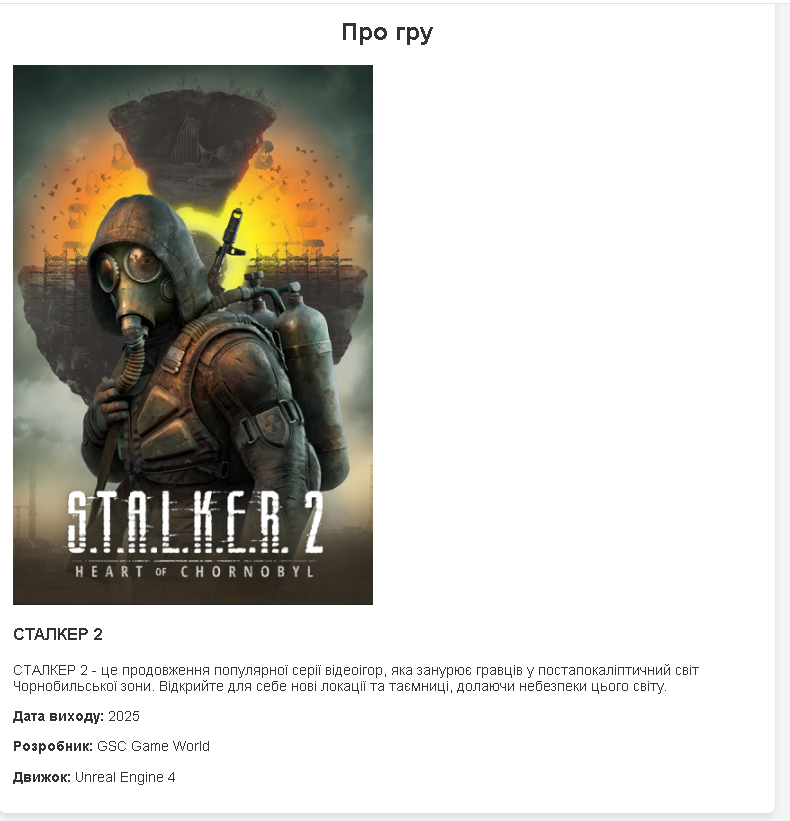 Про гру
S.T.A.L.K.E.R. 2
HEART OF CHORNOBYL
СТАЛКЕР 2
СТАЛКЕР 2 - це продовження популярної серії відеоігор, яка занурює гравців у постапокаліптичний світ
Чорнобильської зони. Відкрийте для себе нові локації та таємниці, долаючи небезпеки цього світу.
Дата виходу: 2025
Розробник: GSC Game World
Движок: Unreal Engine 4